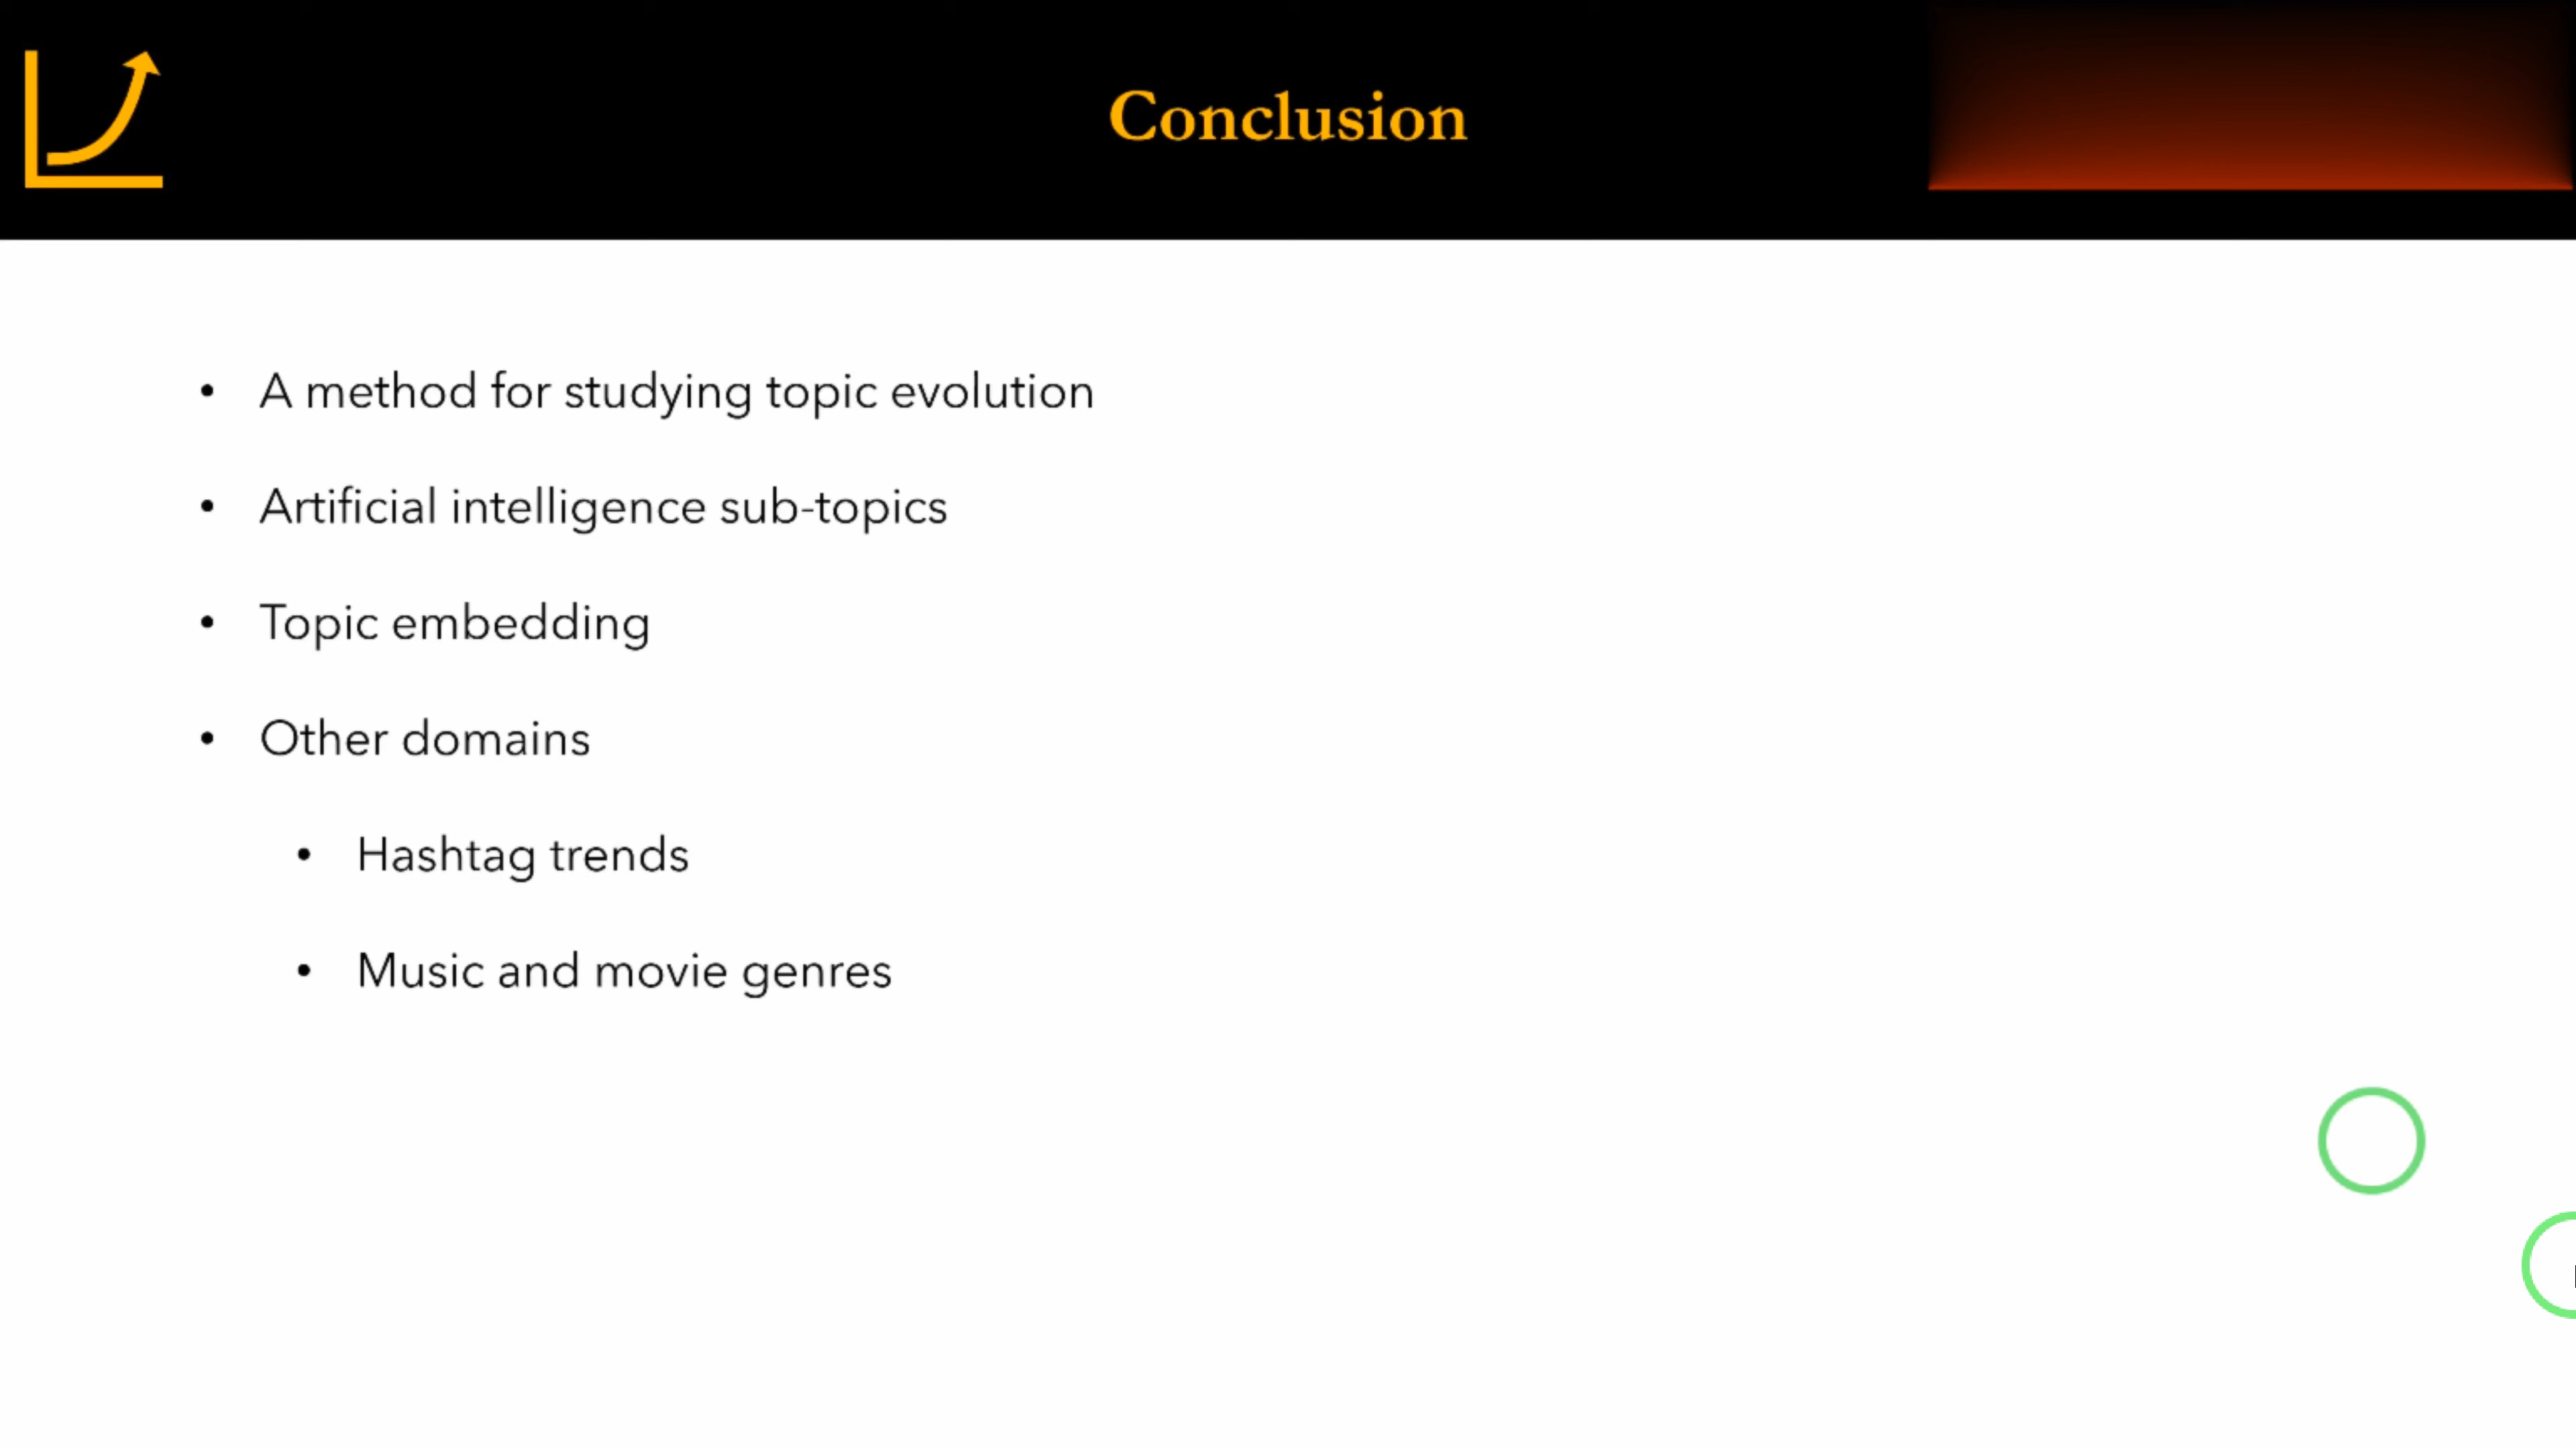 Conclusion
• A method for studying topic evolution
• Artificial intelligence sub-topics
• Topic embedding
• Other domains
• Hashtag trends
• Music and movie genres